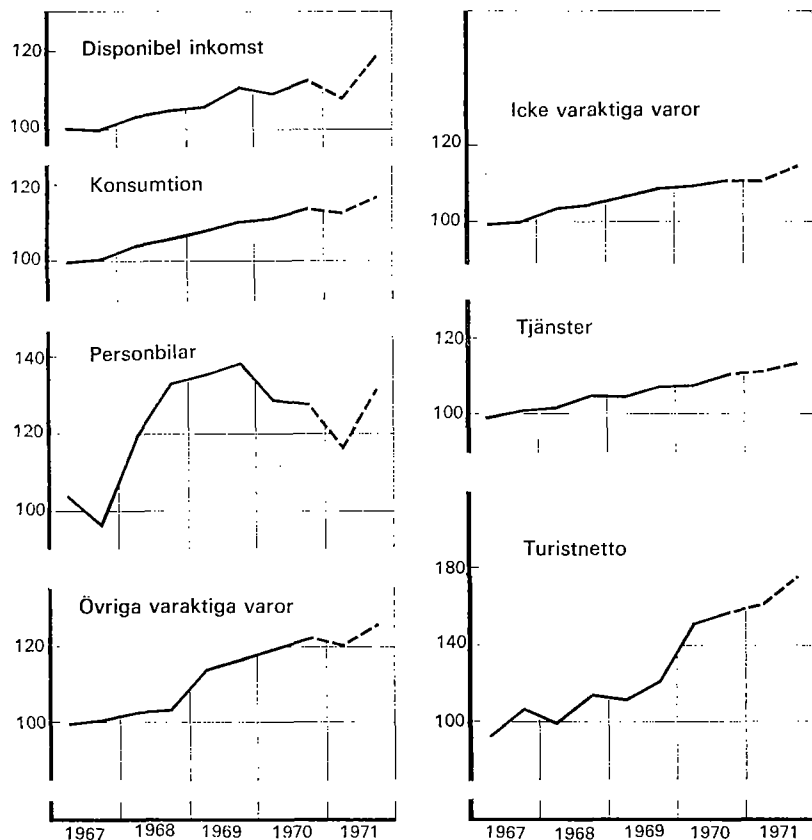 Disponibel inkomst
120
100
Konsumtion
120
100
Personbilar
140
120
100
Övriga varaktiga varor
120
100
1967 1968 1969 1970 1971
Icke varaktiga varor
120
100
Tjänster
120
100
Turistnetto
180
140
100
1967 1968 1969 1970 1971